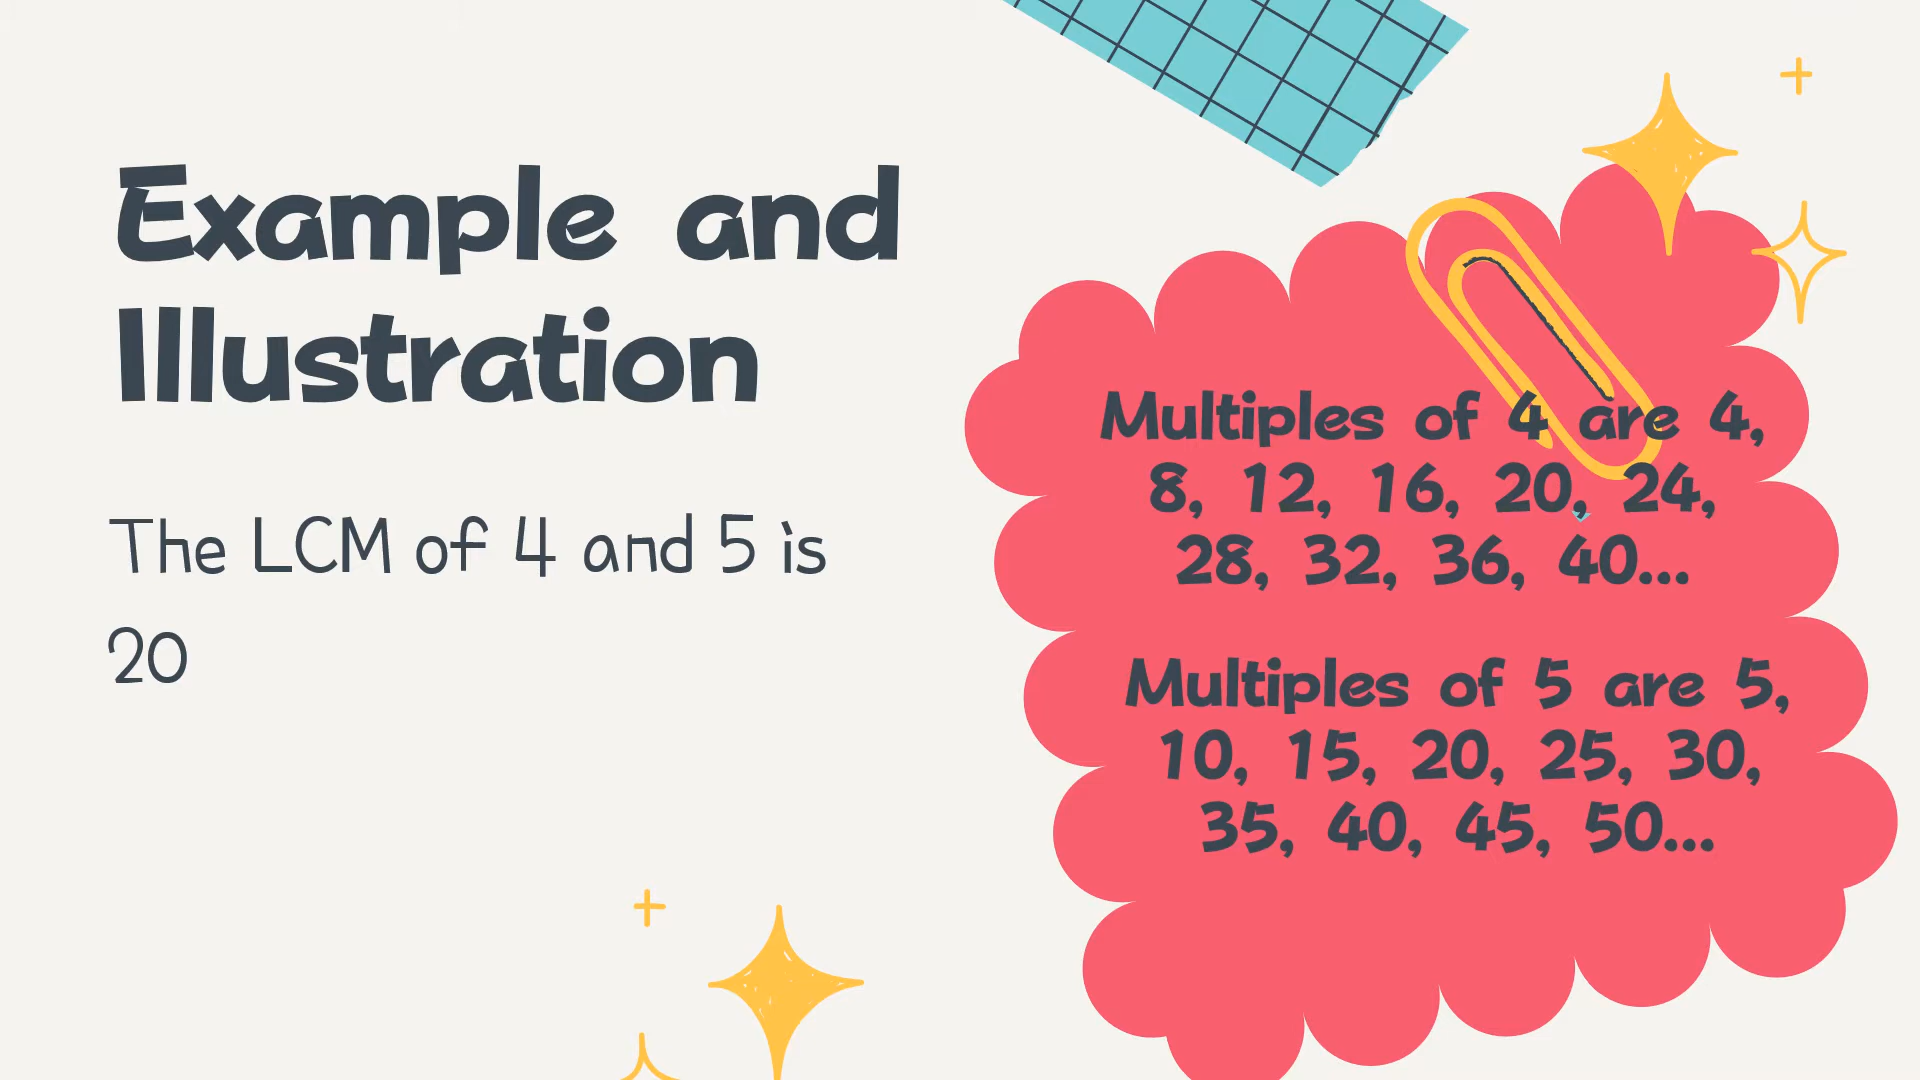 Example and
Illustration
The LCM of 4 and 5 is
20
Multiples of 4 are 4,
8, 12, 16, 20, 24,
28, 32, 36, 40...
Multiples of 5 are 5,
10, 15, 20, 25, 30,
35, 40, 45, 50...